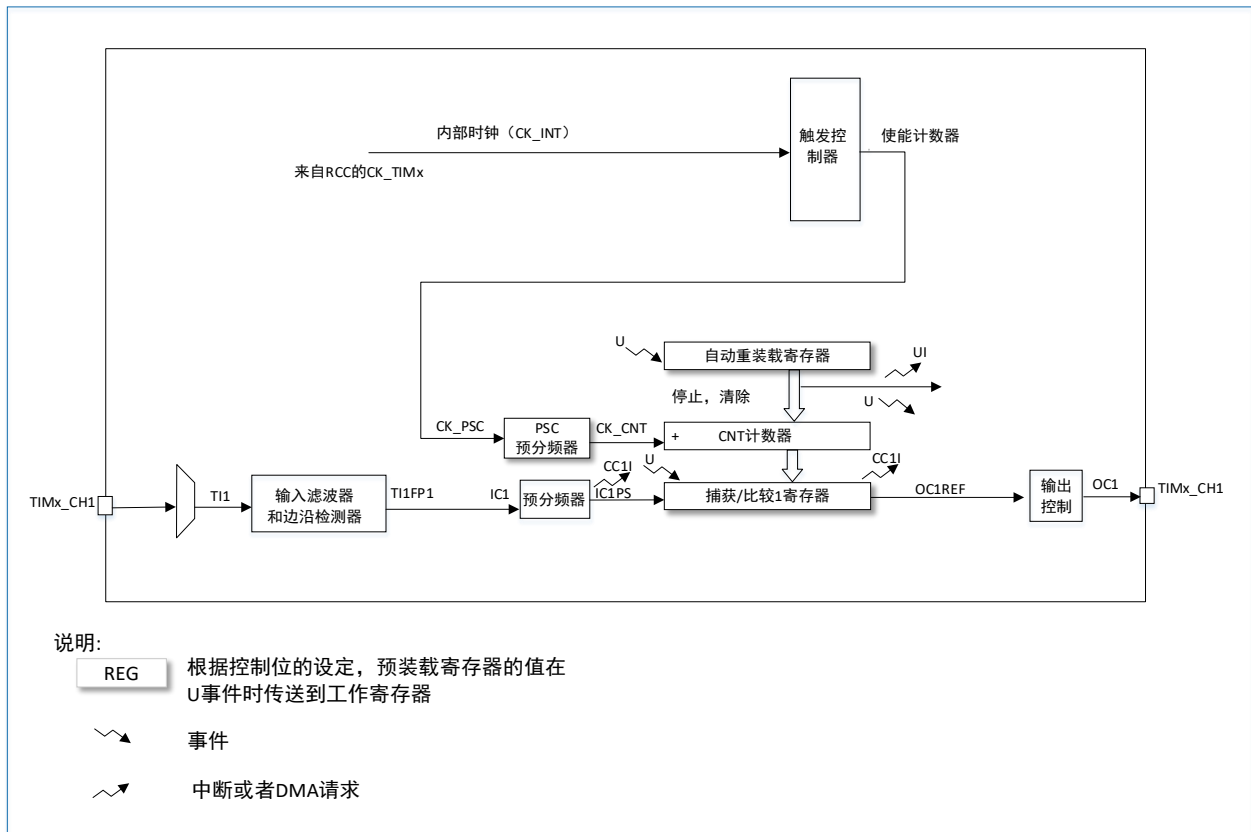 内部时钟（CK_INT）
来自RCC的CK_TIMx
触发控
制器
使能计数器
U
自动重装载寄存器
UI
停止，清除
U
CK_PSC
PSC
预分频器
CK_CNT
+
CNT计数器
TIMx_CH1
TI1
输入滤波器
和边沿检测器
TI1FP1
IC1
预分频器
CC1I
IC1PS
U
捕获/比较1寄存器
CC1I
OC1REF
输出
控制
OC1
TIMx_CH1
说明:
REG
根据控制位的设定，预装载寄存器的值在
U事件时传送到工作寄存器
事件
中断或者DMA请求